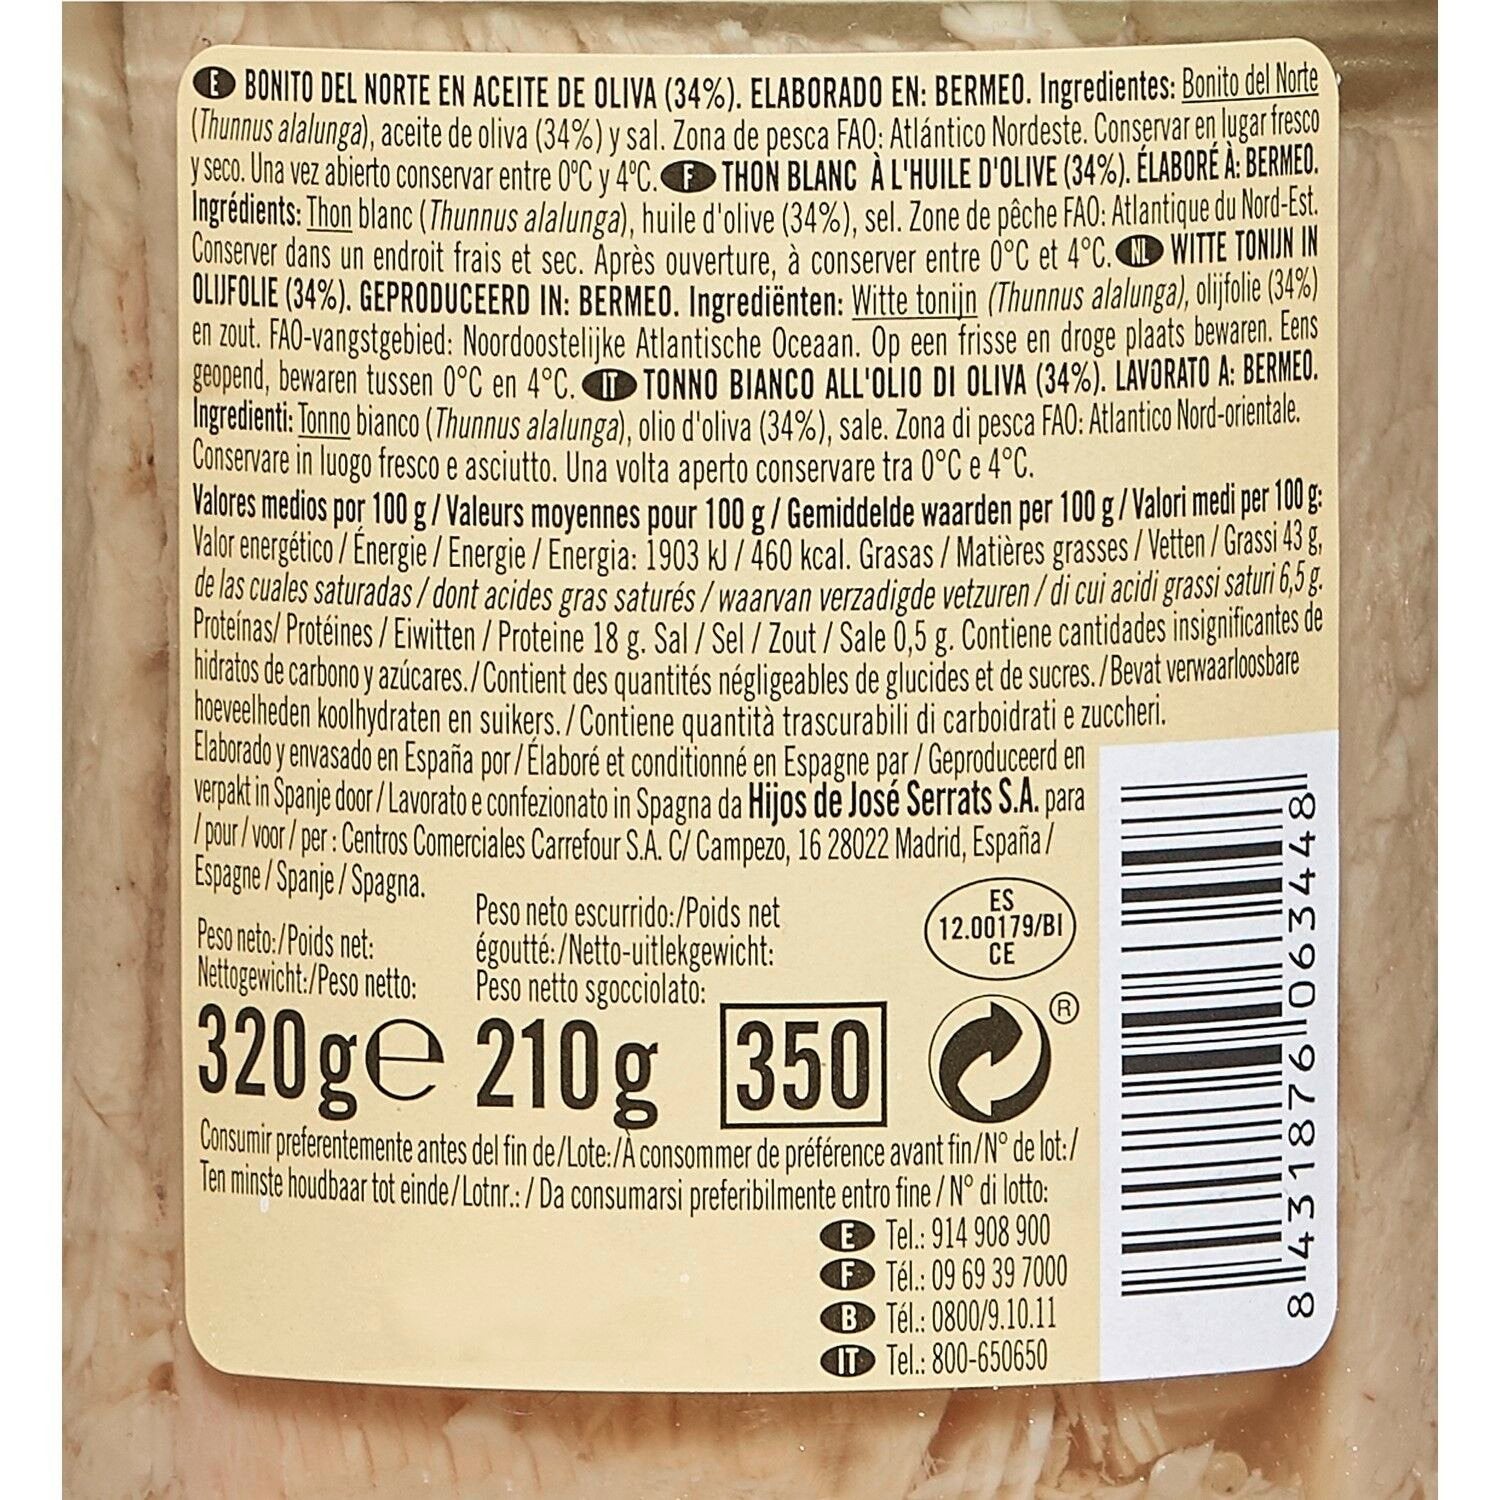 E BONITO DEL NORTE EN ACEITE DE OLIVA (34%). ELABORADO EN: BERMEO. Ingredientes: Bonito del Norte
(Thunnus alalunga), aceite de oliva (34%) y sal. Zona de pesca FAO: Atlántico Nordeste. Conservar en lugar fresco
y seco. Una vez abierto conservar entre 0°C y 4°C. F THON BLANC À L'HUILE D'OLIVE (34%). ÉLABORÉ À: BERMEO.
Ingrédients: Thon blanc (Thunnus alalunga), huile d'olive (34%), sel. Zone de pêche FAO: Atlantique du Nord-Est.
Conserver dans un endroit frais et sec. Après ouverture, à conserver entre 0°C et 4°C. NL WITTE TONIJN IN
OLIJFOLIE (34%). GEPRODUCEERD IN: BERMEO. Ingrediënten: Witte tonijn (Thunnus alalunga), olijfolie (34%)
en zout. FAO-vangstgebied: Noordoostelijke Atlantische Oceaan. Op een frisse en droge plaats bewaren. Eens
geopend, bewaren tussen 0°C en 4°C. IT TONNO BIANCO ALL'OLIO DI OLIVA (34%). LAVORATO A: BERMEO.
Ingredienti: Tonno bianco (Thunnus alalunga), olio d'oliva (34%), sale. Zona di pesca FAO: Atlantico Nord-orientale.
Conservare in luogo fresco e asciutto. Una volta aperto conservare tra 0°C e 4°C.
Valores medios por 100 g / Valeurs moyennes pour 100 g / Gemiddelde waarden per 100 g / Valori medi per 100 g:
Valor energético / Énergie / Energie / Energia: 1903 kJ / 460 kcal. Grasas / Matières grasses / Vetten / Grassi 43 g,
de las cuales saturadas / dont acides gras saturés / waarvan verzadigde vetzuren / di cui acidi grassi saturi 6,5 g.
Proteínas/ Protéines / Eiwitten / Proteine 18 g. Sal / Sel / Zout / Sale 0,5 g. Contiene cantidades insignificantes de
hidratos de carbono y azúcares. / Contient des quantités négligeables de glucides et de sucres. / Bevat verwaarloosbare
hoeveelheden koolhydraten en suikers. / Contiene quantità trascurabili di carboidrati e zuccheri.
Elaborado y envasado en España por / Élaboré et conditionné en Espagne par / Geproduceerd en
verpakt in Spanje door / Lavorato e confezionato in Spagna da Hijos de José Serrats S.A. para
/ pour / voor / per : Centros Comerciales Carrefour S.A. C/ Campezo, 16 28022 Madrid, España /
Espagne / Spanje / Spagna.
Peso neto:/Poids net:
Nettogewicht:/Peso netto:
320g e
Peso neto escurrido:/Poids net
égoutté:/Netto-uitlekgewicht:
Peso netto sgocciolato:
210g
350
ES
12.00179/BI
CE
®
Consumir preferentemente antes del fin de/Lote:/À consommer de préférence avant fin/N° de lot:/
Ten minste houdbaar tot einde/Lotnr.: / Da consumarsi preferibilmente entro fine / N° di lotto:
E Tel.: 914 908 900
F Tél.: 09 69 39 7000
B Tél.: 0800/9.10.11
IT Tel.: 800-650650
8 431876 063448